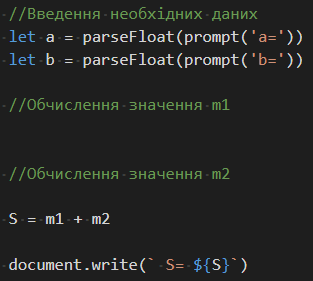 //Введення необхідних даних
let a = parseFloat(prompt('a='))
let b = parseFloat(prompt('b='))
//Обчислення значення m1
//Обчислення значення m2
S = m1 + m2
document.write(` S= ${S}`)